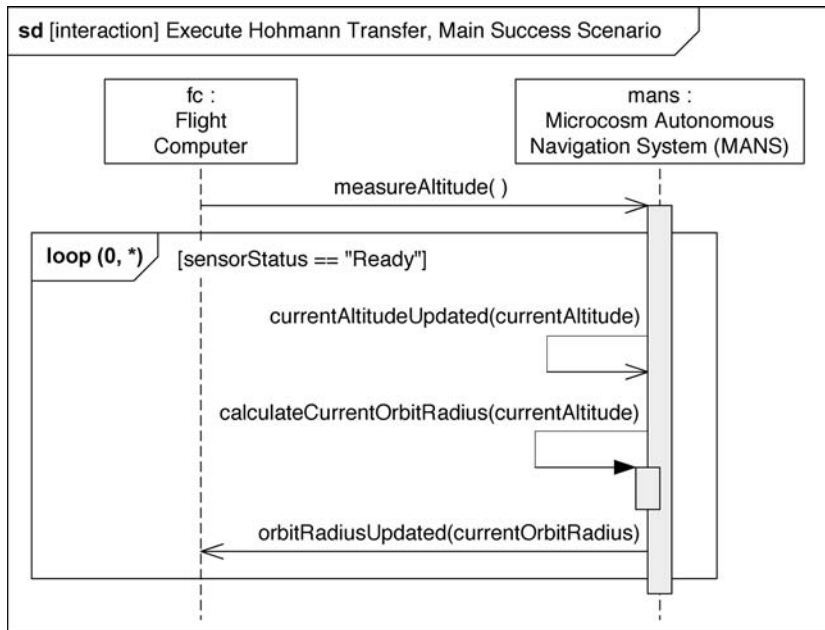 sd [interaction] Execute Hohmann Transfer, Main Success Scenario
fc :
Flight
Computer
mans :
Microcosm Autonomous
Navigation System (MANS)
measureAltitude( )
loop (0, *)
[sensorStatus == "Ready"]
currentAltitudeUpdated(currentAltitude)
calculateCurrentOrbitRadius(currentAltitude)
orbitRadiusUpdated(currentOrbitRadius)